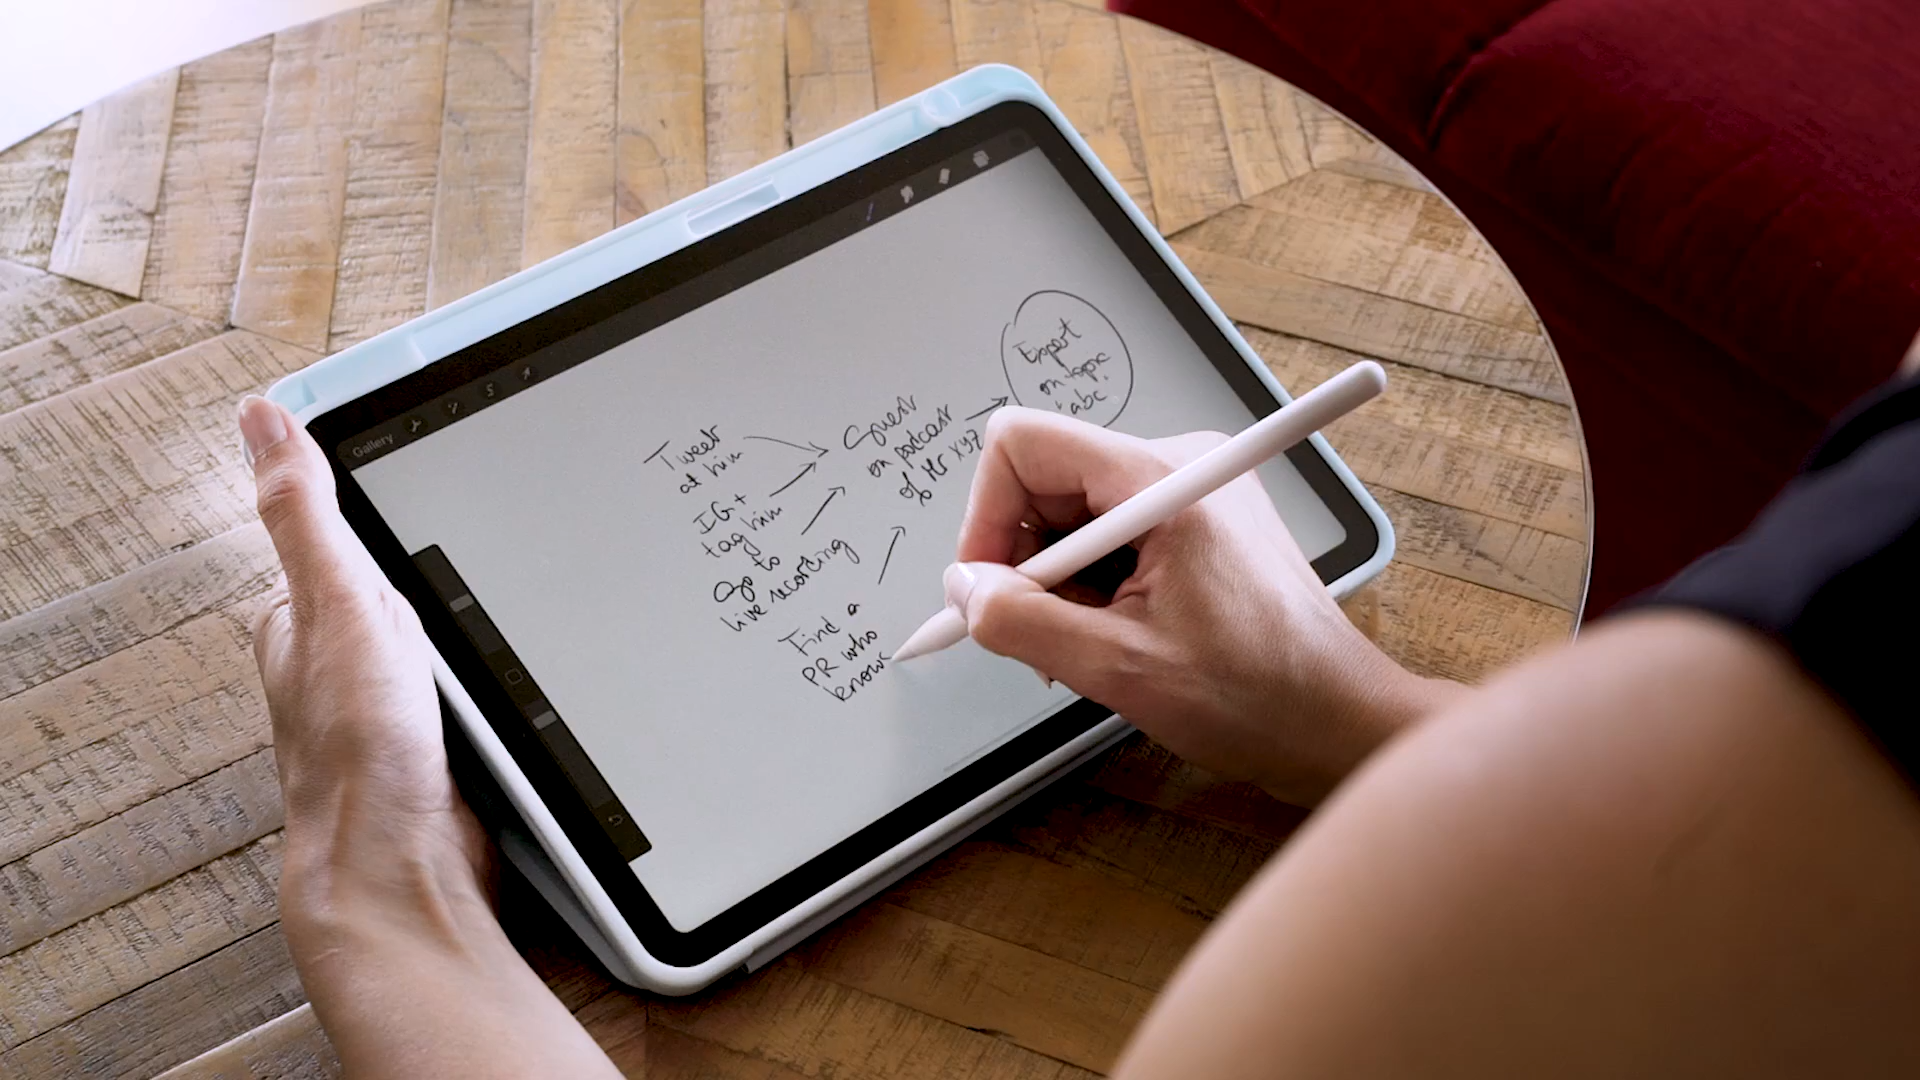 Gallery
Tweet
at him
IG +
tag him
Go to
live recording
Find a
PR who
knows
Guest
on podcast
of Mr XYZ
Expert
on topic
'abc'